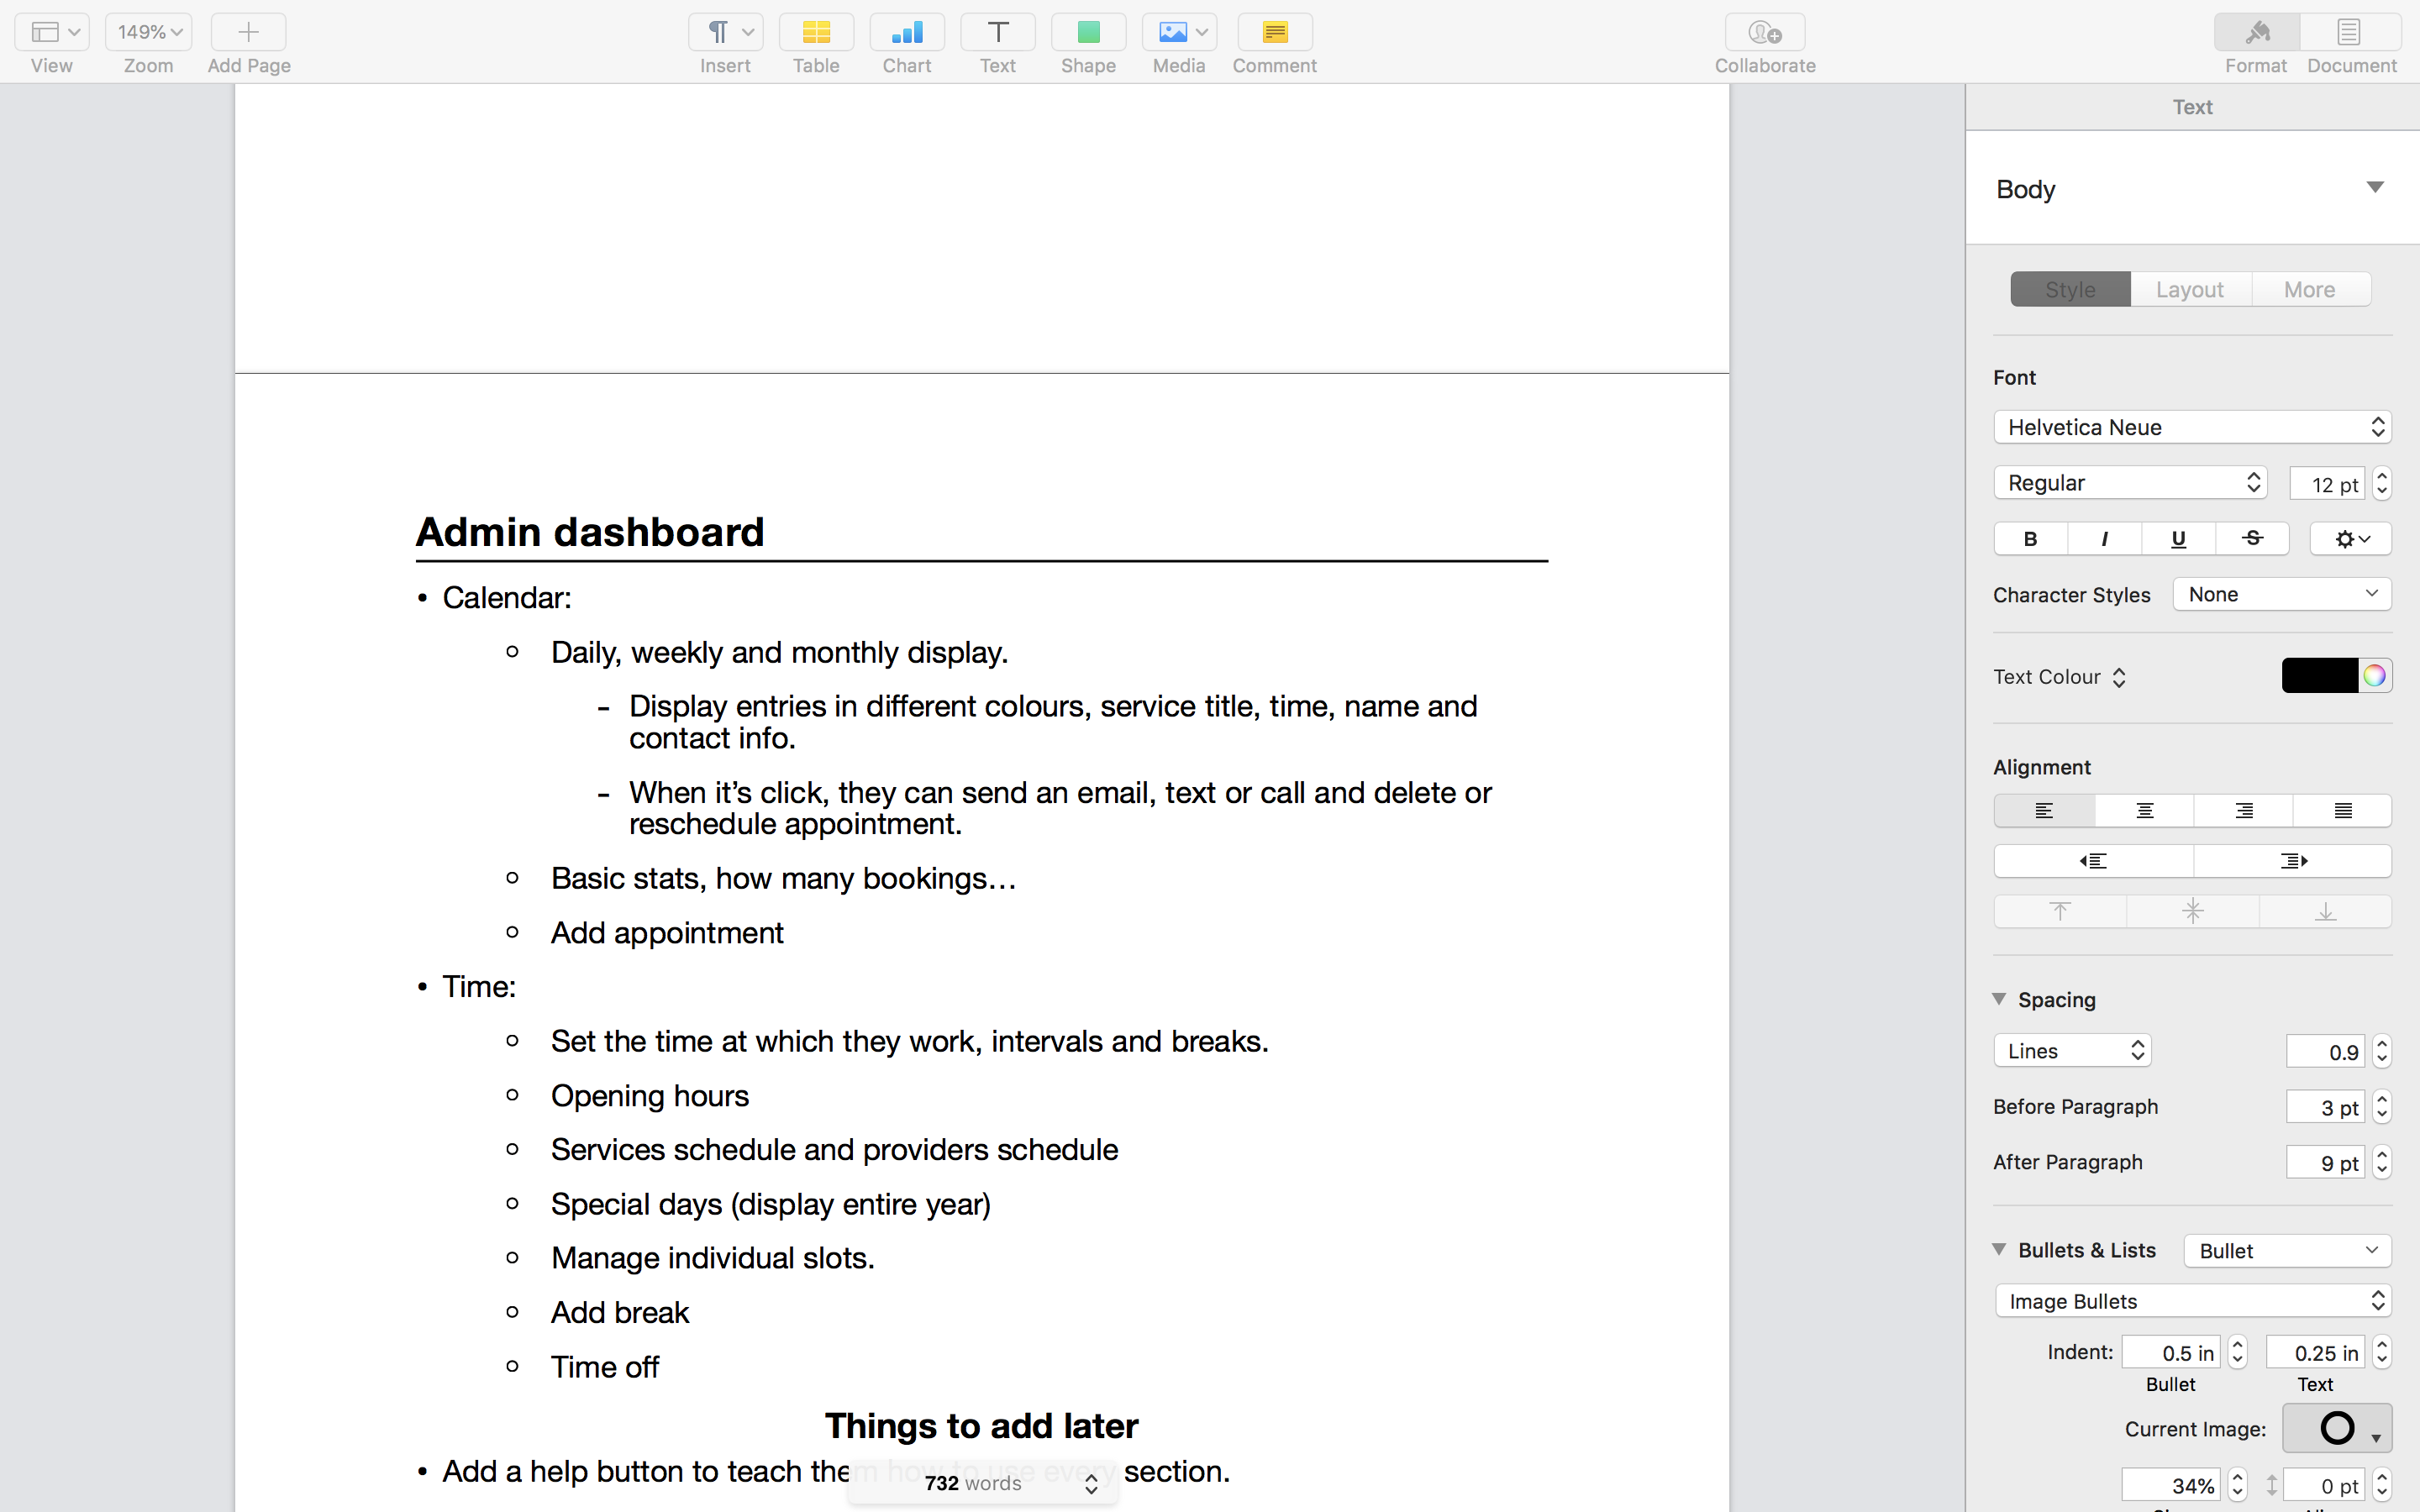 149%
View
Zoom
Add Page
Insert
Table
Chart
Text
Shape
Media
Comment
Collaborate
Format
Document
Admin dashboard
• Calendar:
Daily, weekly and monthly display.
- Display entries in different colours, service title, time, name and
contact info.
- When it’s click, they can send an email, text or call and delete or
reschedule appointment.
Basic stats, how many bookings…
Add appointment
• Time:
Set the time at which they work, intervals and breaks.
Opening hours
Services schedule and providers schedule
Special days (display entire year)
Manage individual slots.
Add break
Time off
Things to add later
• Add a help button to teach them how to use every section.
732 words
Text
Body
Style
Layout
More
Font
Helvetica Neue
Regular
12 pt
B I U S
Character Styles
None
Text Colour
Alignment
Spacing
Lines
0.9
Before Paragraph
3 pt
After Paragraph
9 pt
Bullets & Lists
Bullet
Image Bullets
Indent:
0.5 in
0.25 in
Bullet
Text
Current Image:
34%
0 pt